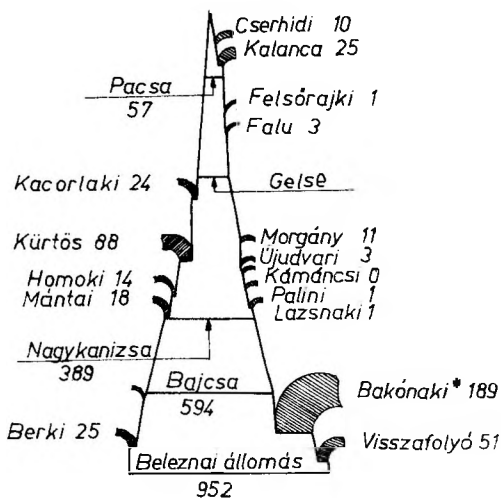 Cserhidi 10
Kalanca 25
Pacsa
57
Felsőrajki 1
Falu 3
Kacorlaki 24
Gelse
Kürtös 88
Morgány 11
Újudvari 3
Kámáncsi 0
Homoki 14
Palini 1
Mántai 18
Lazsnaki 1
Nagykanizsa
389
Bajcsa
594
Bakónaki * 189
Berki 25
Visszafolyó 51
Beleznai állomás
952